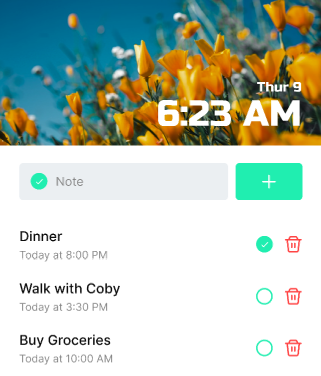 Thur 9
6:23 AM
Note
Dinner
Today at 8:00 PM
Walk with Coby
Today at 3:30 PM
Buy Groceries
Today at 10:00 AM